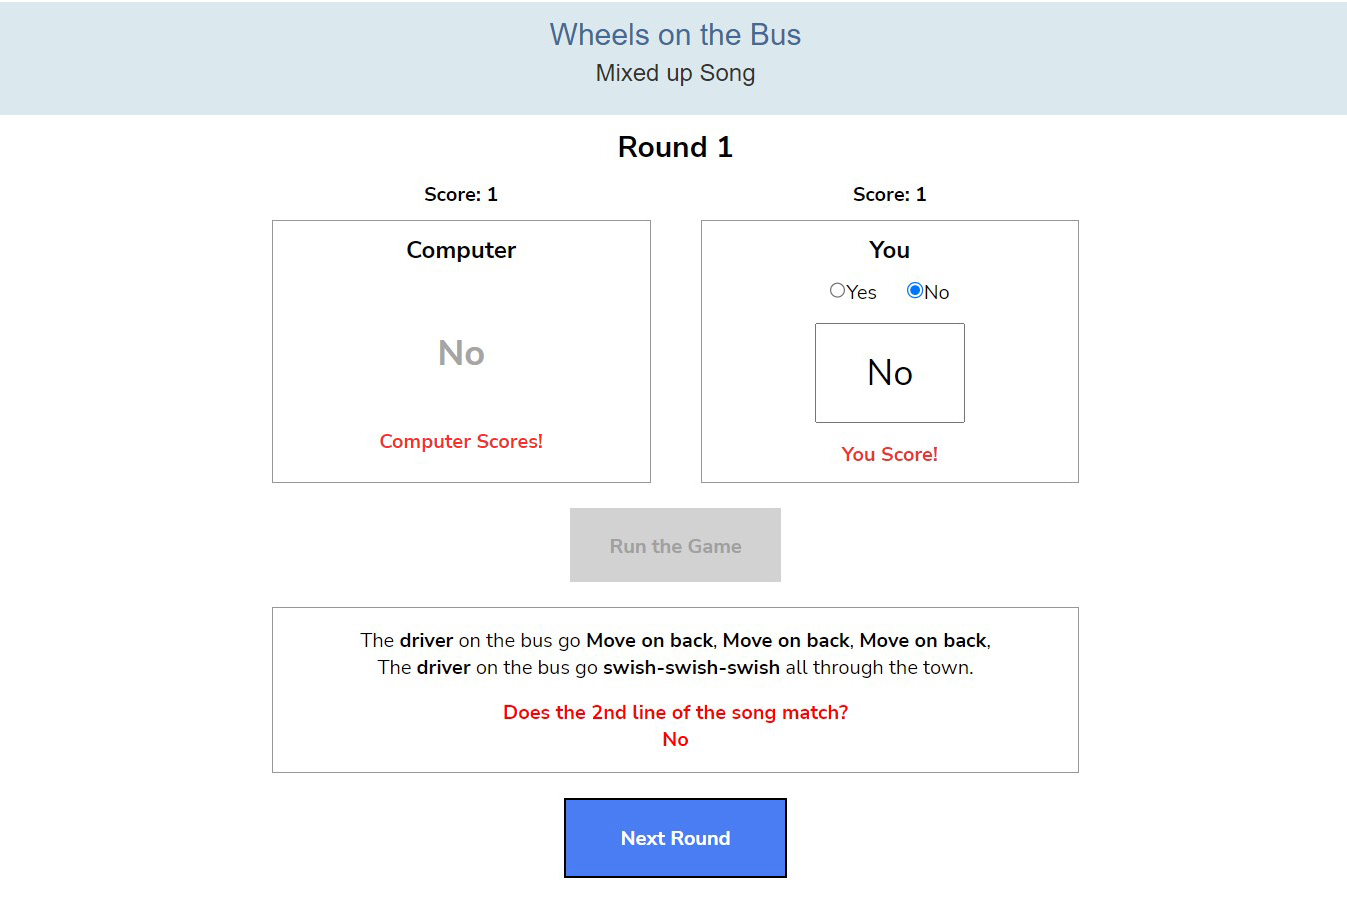 Wheels on the Bus
Mixed up Song
Round 1
Score: 1
Computer
No
Computer Scores!
Score: 1
You
Yes No
No
You Score!
Run the Game
The driver on the bus go Move on back, Move on back, Move on back,
The driver on the bus go swish-swish-swish all through the town.
Does the 2nd line of the song match?
No
Next Round